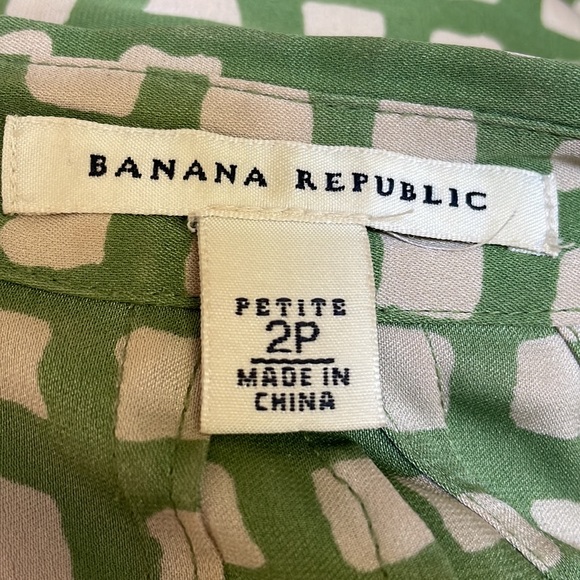 BANANA REPUBLIC
PETITE
2P
MADE IN
CHINA